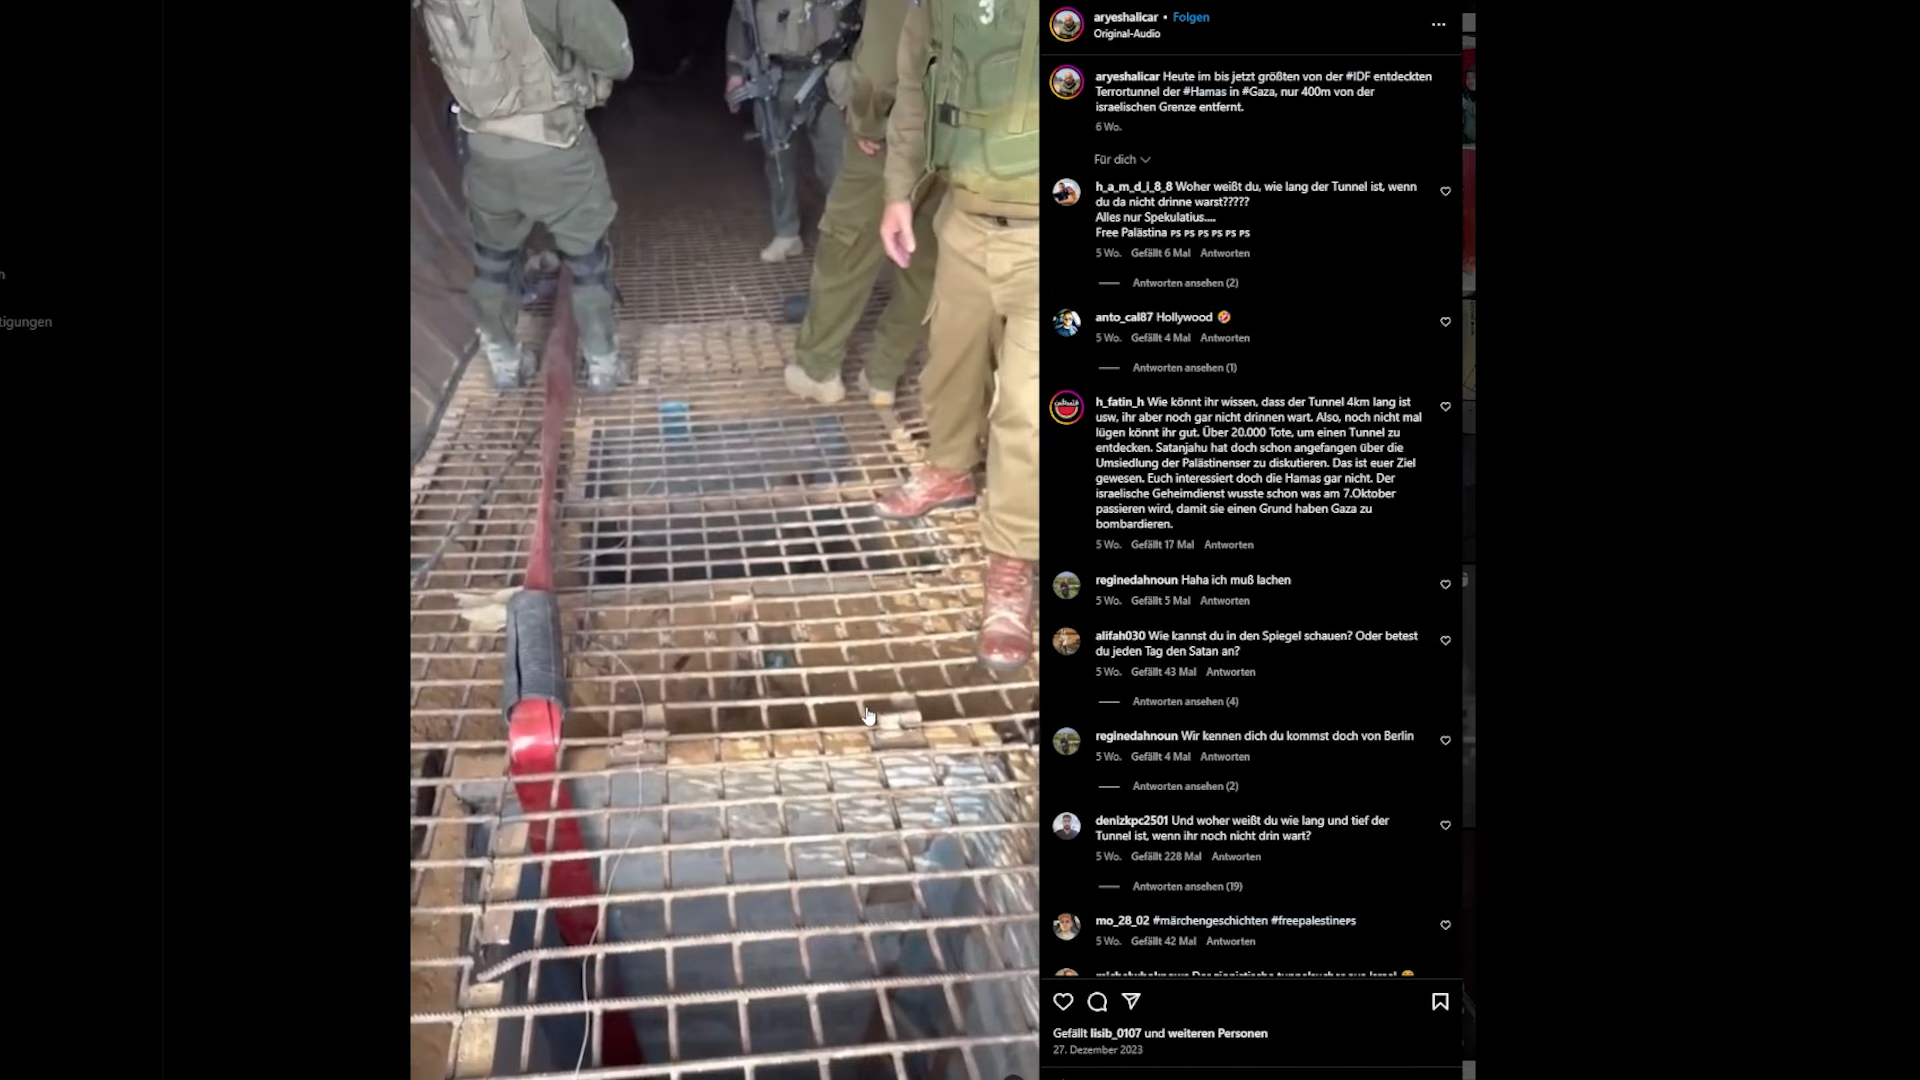 h
tigungen
3
aryeshalicar • Folgen
Original-Audio
aryeshalicar Heute im bis jetzt größten von der #IDF entdeckten
Terrortunnel der #Hamas in #Gaza, nur 400m von der
israelischen Grenze entfernt.
6 Wo.
Für dich
h_a_m_d_i_8_8 Woher weißt du, wie lang der Tunnel ist, wenn
du da nicht drinne warst?????
Alles nur Spekulatius....
Free Palästina PS PS PS PS PS PS
5 Wo. Gefällt 6 Mal Antworten
Antworten ansehen (2)
anto_cal87 Hollywood 🤣
5 Wo. Gefällt 4 Mal Antworten
Antworten ansehen (1)
h_fatin_h Wie könnt ihr wissen, dass der Tunnel 4km lang ist
usw, ihr aber noch gar nicht drinnen wart. Also, noch nicht mal
lügen könnt ihr gut. Über 20.000 Tote, um einen Tunnel zu
entdecken. Satanjahu hat doch schon angefangen über die
Umsiedlung der Palästinenser zu diskutieren. Das ist euer Ziel
gewesen. Euch interessiert doch die Hamas gar nicht. Der
israelische Geheimdienst wusste schon was am 7.Oktober
passieren wird, damit sie einen Grund haben Gaza zu
bombardieren.
5 Wo. Gefällt 17 Mal Antworten
reginedahnoun Haha ich muß lachen
5 Wo. Gefällt 5 Mal Antworten
alifah030 Wie kannst du in den Spiegel schauen? Oder betest
du jeden Tag den Satan an?
5 Wo. Gefällt 43 Mal Antworten
Antworten ansehen (4)
reginedahnoun Wir kennen dich du kommst doch von Berlin
5 Wo. Gefällt 4 Mal Antworten
Antworten ansehen (2)
denizkpc2501 Und woher weißt du wie lang und tief der
Tunnel ist, wenn ihr noch nicht drin wart?
5 Wo. Gefällt 228 Mal Antworten
Antworten ansehen (19)
mo_28_02 #märchengeschichten #freepalestinePS
5 Wo. Gefällt 42 Mal Antworten
Gefällt lisib_0107 und weiteren Personen
27. Dezember 2023